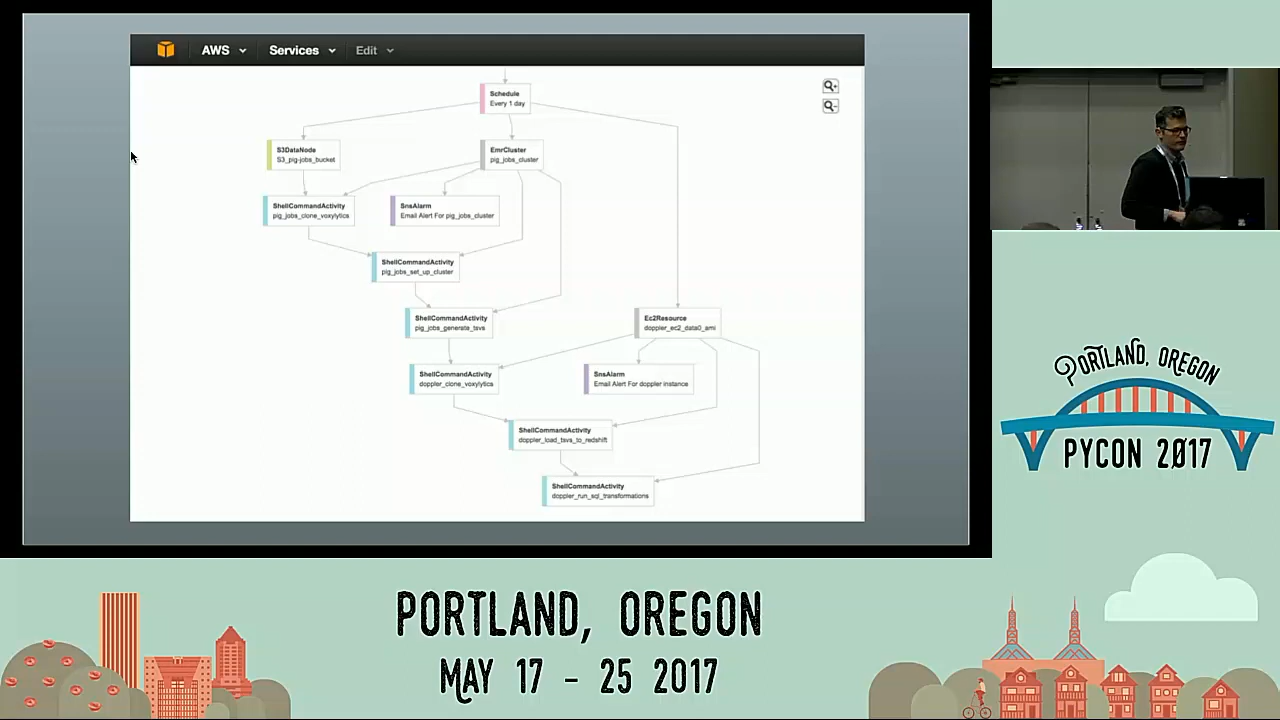 AWS
Services
Edit
Schedule
Every 1 day
S3DataNode
S3_pig-jobs_bucket
EmrCluster
pig_jobs_cluster
ShellCommandActivity
pig_jobs_clone_voxylytics
SnsAlarm
Email Alert For pig_jobs_cluster
ShellCommandActivity
pig_jobs_set_up_cluster
ShellCommandActivity
pig_jobs_generate_tsvs
Ec2Resource
doppler_ec2_data0_ami
ShellCommandActivity
doppler_clone_voxylytics
SnsAlarm
Email Alert For doppler instance
ShellCommandActivity
doppler_load_tsvs_to_redshift
ShellCommandActivity
doppler_run_sql_transformations
PORTLAND, OREGON
PYCON 2017
PORTLAND, OREGON
MAY 17 - 25 2017